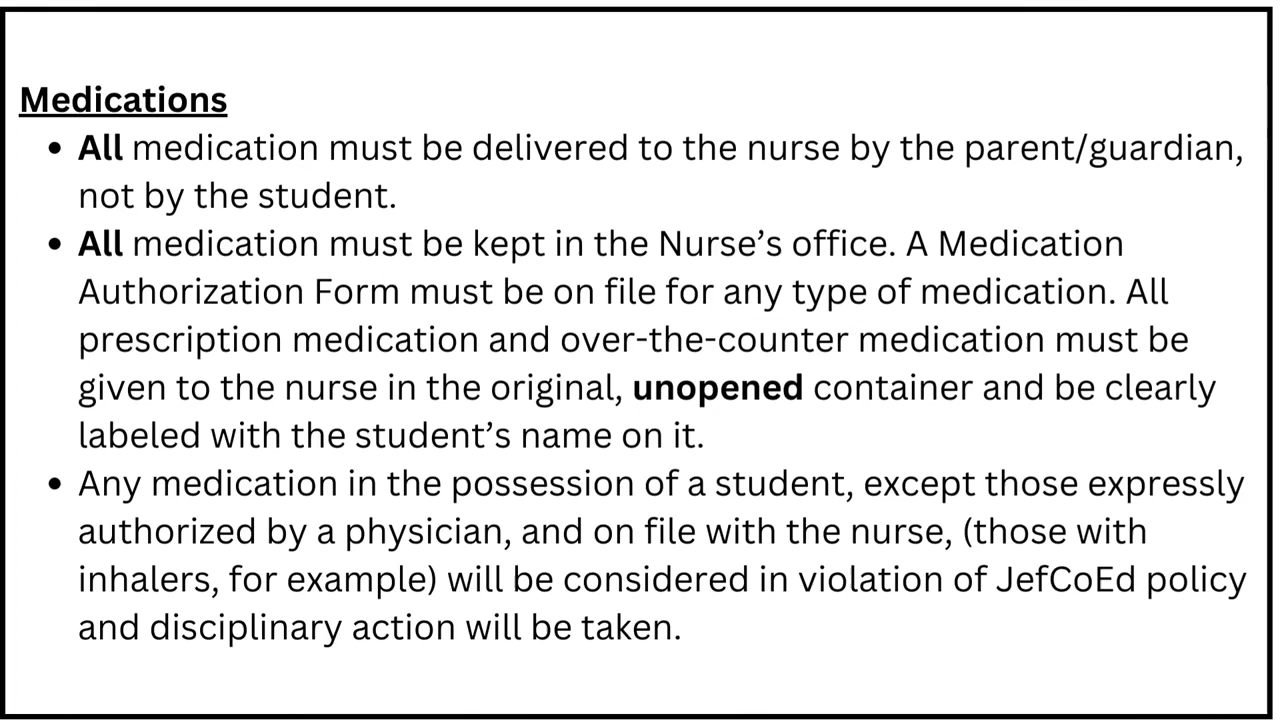 Medications
• All medication must be delivered to the nurse by the parent/guardian,
not by the student.
• All medication must be kept in the Nurse’s office. A Medication
Authorization Form must be on file for any type of medication. All
prescription medication and over-the-counter medication must be
given to the nurse in the original, unopened container and be clearly
labeled with the student’s name on it.
• Any medication in the possession of a student, except those expressly
authorized by a physician, and on file with the nurse, (those with
inhalers, for example) will be considered in violation of JefCoEd policy
and disciplinary action will be taken.